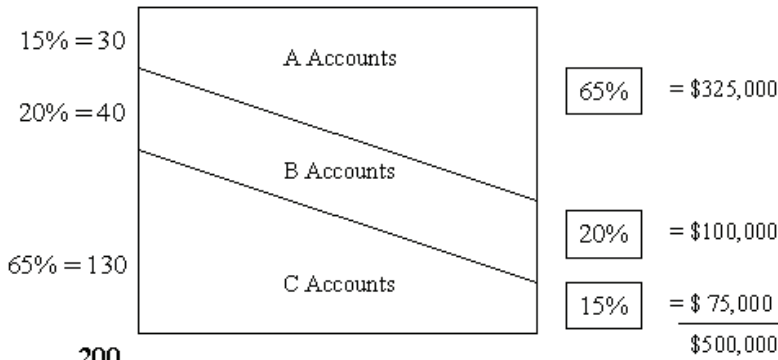 15% = 30
A Accounts
65% = $325,000
20% = 40
B Accounts
20% = $100,000
65% = 130
C Accounts
15% = $ 75,000
200
$500,000